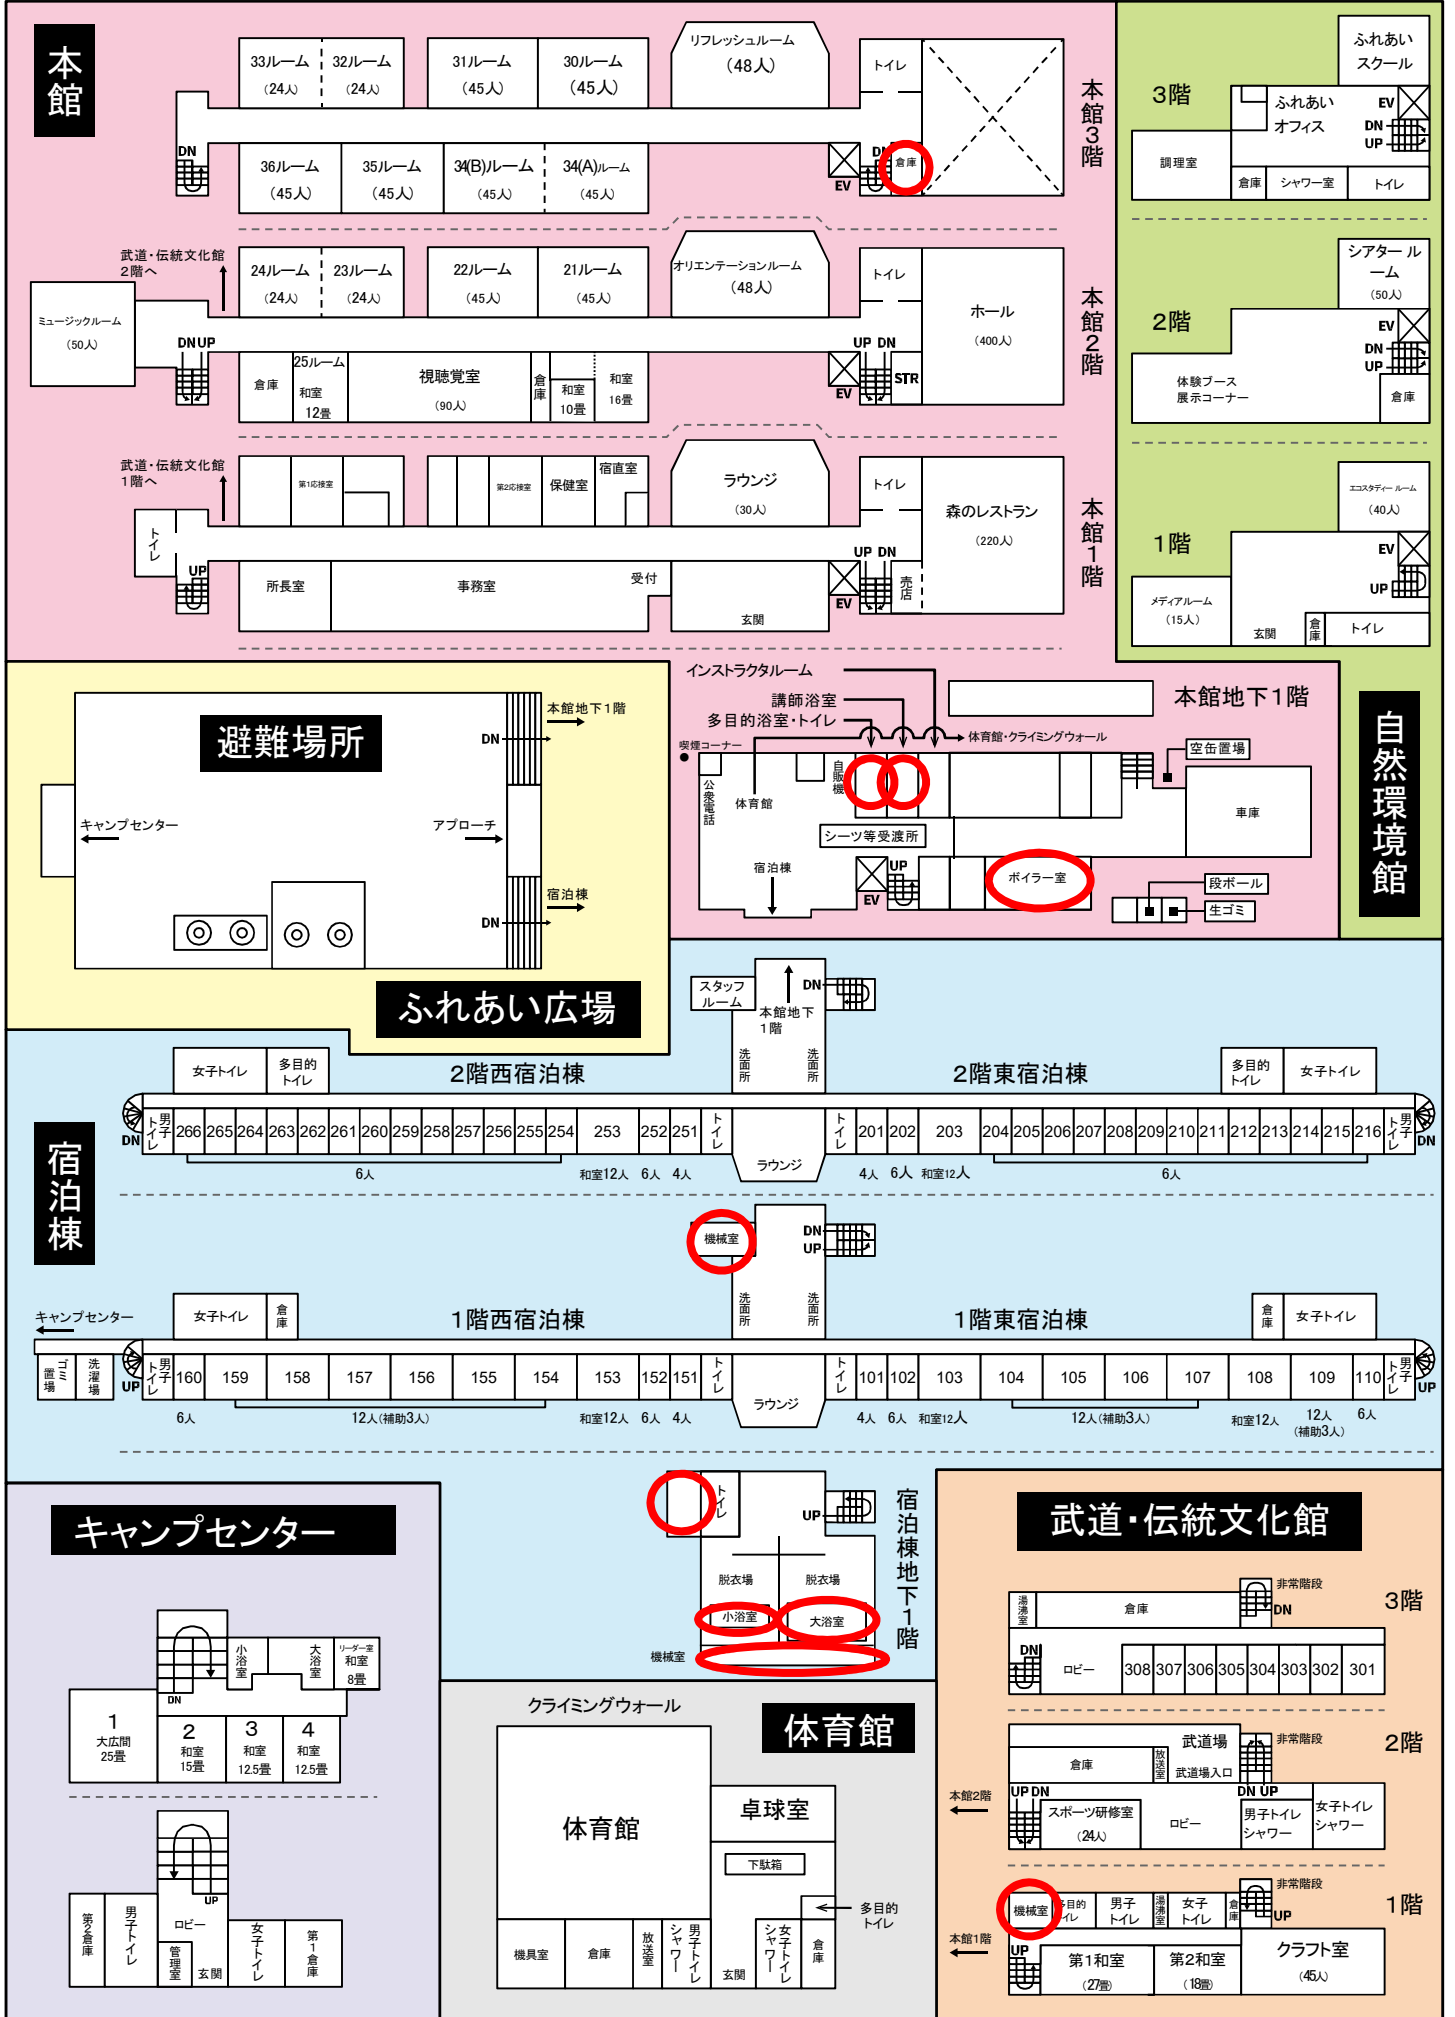 本館
33ルーム
(24人)
32ルーム
(24人)
31ルーム
(45人)
30ルーム
(45人)
リフレッシュルーム
(48人)
トイレ
DN
36ルーム
(45人)
35ルーム
(45人)
34(B)ルーム
(45人)
34(A)ルーム
(45人)
EV
DN
倉庫
本館3階
武道・伝統文化館
2階へ
ミュージックルーム
(50人)
24ルーム
(24人)
23ルーム
(24人)
22ルーム
(45人)
21ルーム
(45人)
オリエンテーションルーム
(48人)
トイレ
ホール
(400人)
DN UP
倉庫
25ルーム
和室
12畳
視聴覚室
(90人)
倉庫
和室
10畳
和室
16畳
EV
UP DN
STR
本館2階
武道・伝統文化館
1階へ
トイレ
UP
第1応接室
第2応接室
保健室
宿直室
ラウンジ
(30人)
トイレ
森のレストラン
(220人)
所長室
事務室
受付
玄関
EV
UP DN
売店
本館1階
3階
ふれあい
スクール
ふれあい
オフィス
EV
DN
UP
調理室
倉庫
シャワー室
トイレ
2階
シアタールーム
(50人)
EV
DN
UP
体験ブース
展示コーナー
倉庫
1階
エコスタディールーム
(40人)
EV
UP
メディアルーム
(15人)
玄関
倉庫
トイレ
自然環境館
避難場所
本館地下1階
DN
キャンプセンター
アプローチ
宿泊棟
DN
ふれあい広場
インストラクタルーム
講師浴室
多目的浴室・トイレ
本館地下1階
喫煙コーナー
体育館・クライミングウォール
公衆電話
体育館
自販機
シーツ等受渡所
空缶置場
車庫
宿泊棟
EV
UP
ボイラー室
段ボール
生ゴミ
宿泊棟
スタッフ
ルーム
本館地下
1階
DN
洗面所
洗面所
女子トイレ
多目的
トイレ
2階西宿泊棟
2階東宿泊棟
多目的
トイレ
女子トイレ
DN
男子トイレ
266 265 264 263 262 261 260 259 258 257 256 255 254 253 252 251
トイレ
ラウンジ
トイレ
201 202 203 204 205 206 207 208 209 210 211 212 213 214 215 216
男子トイレ
DN
6人
和室12人 6人 4人
4人 6人 和室12人
6人
機械室
DN
UP
洗面所
洗面所
キャンプセンター
女子トイレ
倉庫
1階西宿泊棟
1階東宿泊棟
倉庫
女子トイレ
ゴミ置場
洗濯場
UP
男子トイレ
160 159 158 157 156 155 154 153 152 151
トイレ
ラウンジ
トイレ
101 102 103 104 105 106 107 108 109 110
男子トイレ
UP
6人
12人(補助3人)
和室12人 6人 4人
4人 6人 和室12人
12人(補助3人)
和室12人
12人
(補助3人)
6人
トイレ
UP
脱衣場
脱衣場
小浴室
大浴室
機械室
宿泊棟地下1階
キャンプセンター
DN
小浴室
大浴室
リーダー室
和室
8畳
1
大広間
25畳
2
和室
15畳
3
和室
12.5畳
4
和室
12.5畳
UP
第2倉庫
男子トイレ
ロビー
管理室
玄関
女子トイレ
第1倉庫
クライミングウォール
体育館
体育館
卓球室
下駄箱
多目的
トイレ
機具室
倉庫
放送室
男子トイレ
シャワー
玄関
女子トイレ
シャワー
倉庫
武道・伝統文化館
湯沸室
倉庫
非常階段
DN
3階
DN
ロビー
308 307 306 305 304 303 302 301
倉庫
放送室
武道場
武道場入口
非常階段
2階
本館2階
UP DN
スポーツ研修室
(24人)
ロビー
DN UP
男子トイレ
シャワー
女子トイレ
シャワー
機械室
多目的
トイレ
男子
トイレ
湯沸室
女子
トイレ
倉庫
非常階段
UP
1階
本館1階
UP
第1和室
(27畳)
第2和室
(18畳)
クラフト室
(45人)